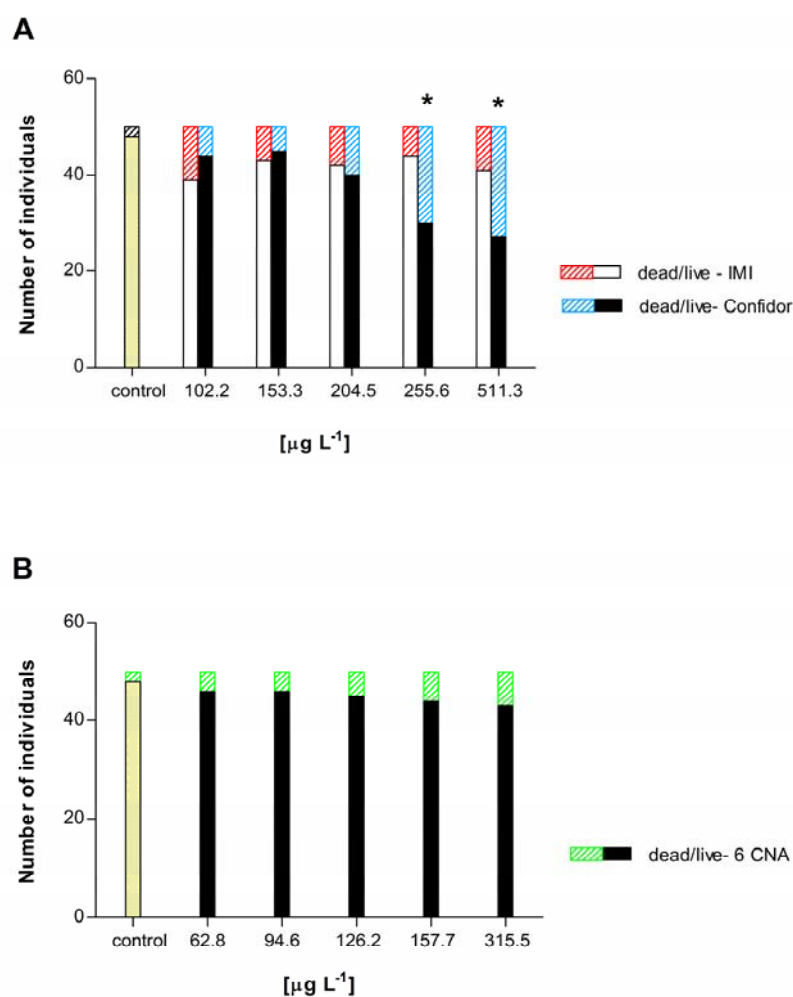 A
Number of individuals
60
40
20
0
* *
control 102.2 153.3 204.5 255.6 511.3
[µg L-1]
dead/live - IMI
dead/live- Confidor
B
Number of individuals
60
40
20
0
control 62.8 94.6 126.2 157.7 315.5
[µg L-1]
dead/live- 6 CNA